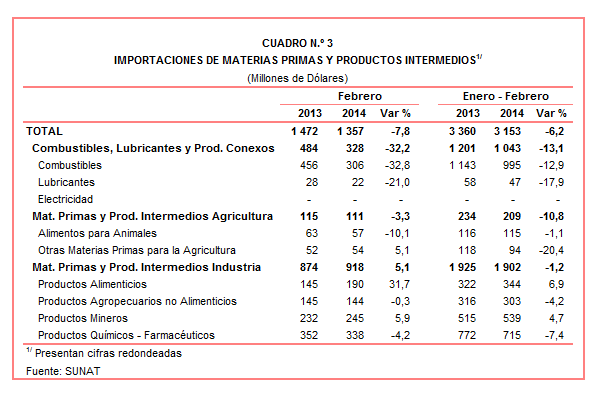 CUADRO N.º 3
IMPORTACIONES DE MATERIAS PRIMAS Y PRODUCTOS INTERMEDIOS1/
(Millones de Dólares)
Febrero Enero - Febrero
2013 2014 Var % 2013 2014 Var %
TOTAL 1 472 1 357 -7,8 3 360 3 153 -6,2
Combustibles, Lubricantes y Prod. Conexos 484 328 -32,2 1 201 1 043 -13,1
Combustibles 456 306 -32,8 1 143 995 -12,9
Lubricantes 28 22 -21,0 58 47 -17,9
Electricidad - - - - - -
Mat. Primas y Prod. Intermedios Agricultura 115 111 -3,3 234 209 -10,8
Alimentos para Animales 63 57 -10,1 116 115 -1,1
Otras Materias Primas para la Agricultura 52 54 5,1 118 94 -20,4
Mat. Primas y Prod. Intermedios Industria 874 918 5,1 1 925 1 902 -1,2
Productos Alimenticios 145 190 31,7 322 344 6,9
Productos Agropecuarios no Alimenticios 145 144 -0,3 316 303 -4,2
Productos Mineros 232 245 5,9 515 539 4,7
Productos Químicos - Farmacéuticos 352 338 -4,2 772 715 -7,4
1/ Presentan cifras redondeadas
Fuente: SUNAT